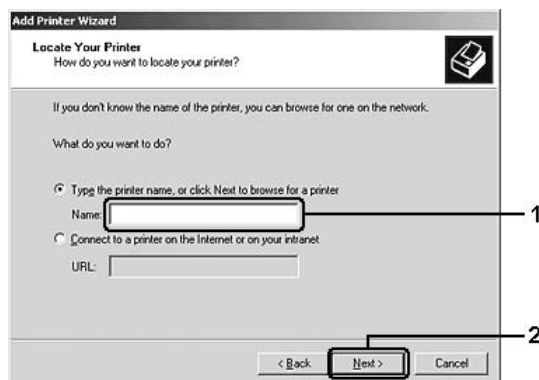 Add Printer Wizard
Locate Your Printer
How do you want to locate your printer?
If you don't know the name of the printer, you can browse for one on the network.
What do you want to do?
Type the printer name, or click Next to browse for a printer
Name: 1
Connect to a printer on the Internet or on your intranet
URL:
2
< Back Next > Cancel